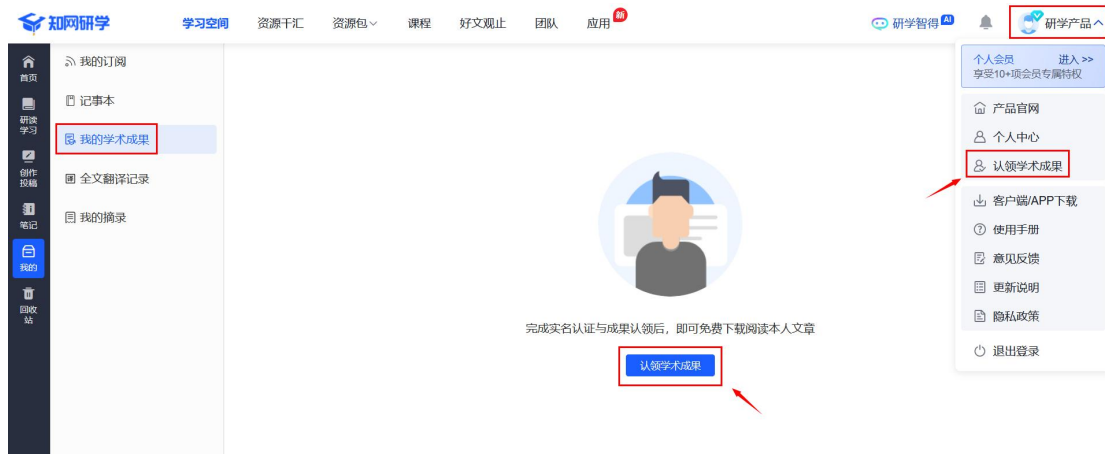 知网研学
学习空间
资源千汇
资源包
课程
好文观止
团队
应用
新
研学智得
AI
研学产品
首页
研读
学习
创作
投稿
笔记
我的
回收
站
我的订阅
记事本
我的学术成果
全文翻译记录
我的摘录
完成实名认证与成果认领后，即可免费下载阅读本人文章
认领学术成果
个人会员 进入 >>
享受10+项会员专属特权
产品官网
个人中心
认领学术成果
客户端/APP下载
使用手册
意见反馈
更新说明
隐私政策
退出登录